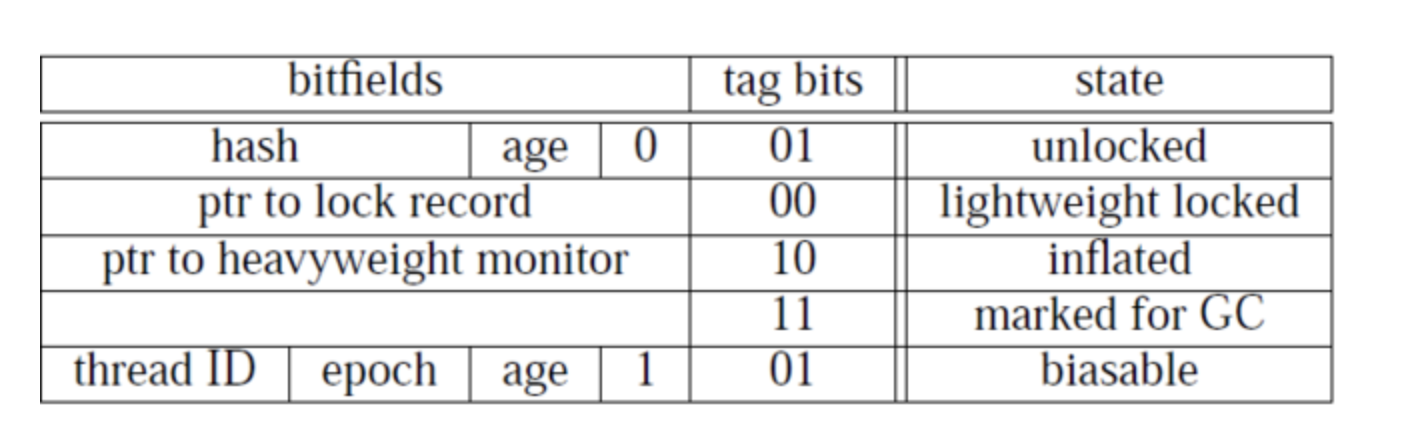 bitfields tag bits state
hash age 0 01 unlocked
ptr to lock record 00 lightweight locked
ptr to heavyweight monitor 10 inflated
11 marked for GC
thread ID epoch age 1 01 biasable